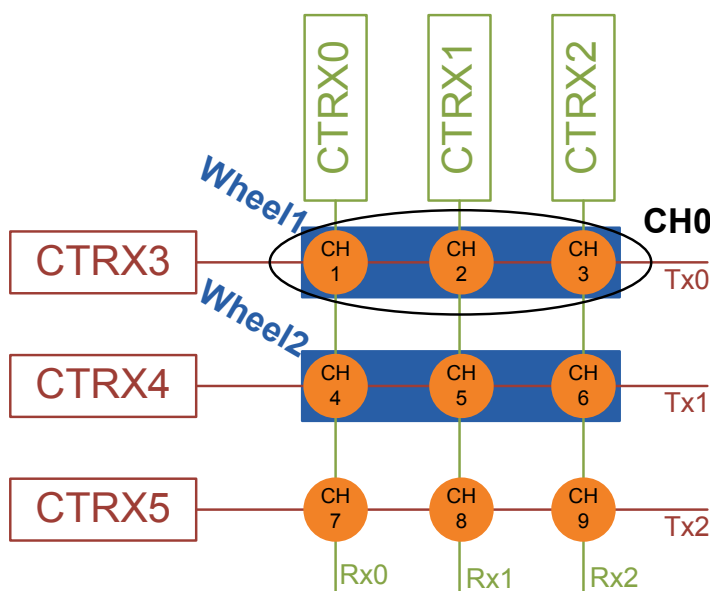 CTRX0
CTRX1
CTRX2
Wheel1
CH0
CTRX3
CH
1
CH
2
CH
3
Tx0
Wheel2
CTRX4
CH
4
CH
5
CH
6
Tx1
CTRX5
CH
7
CH
8
CH
9
Tx2
Rx0
Rx1
Rx2